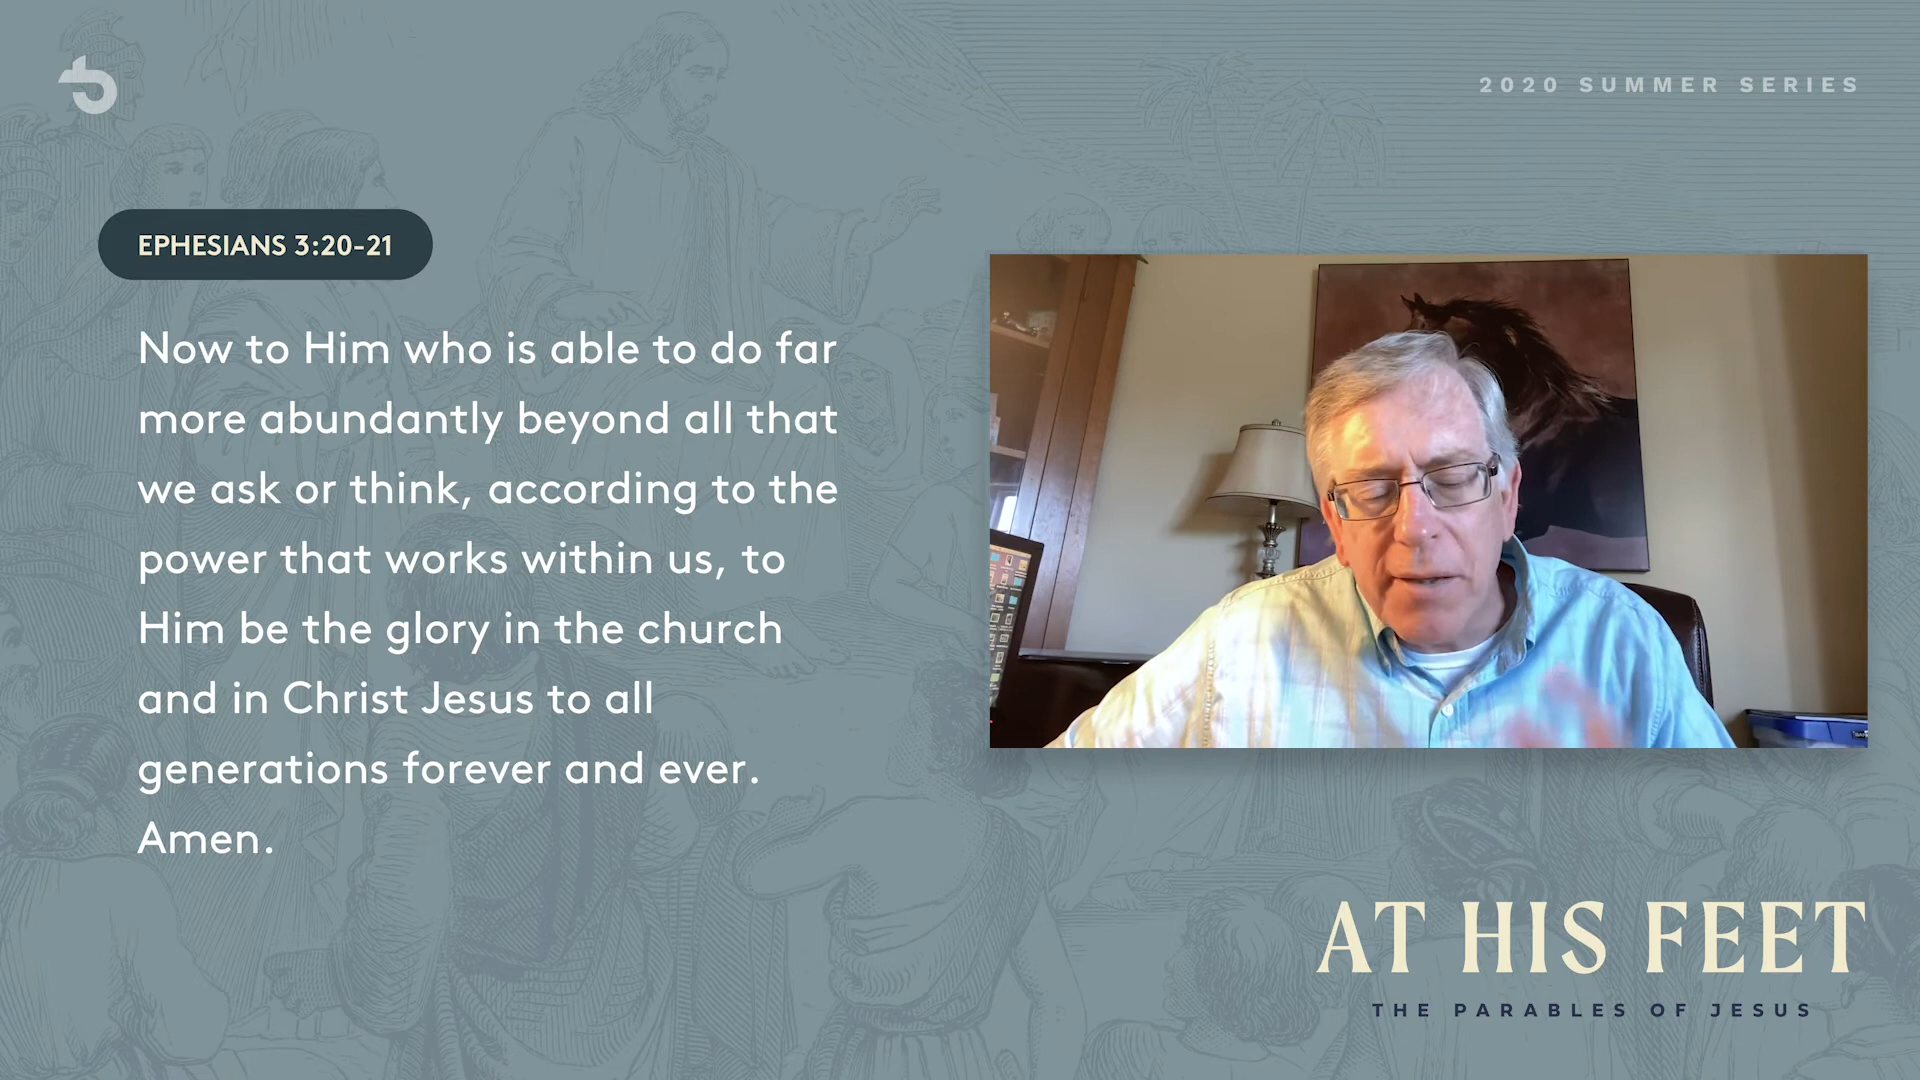 2020 SUMMER SERIES
EPHESIANS 3:20-21
Now to Him who is able to do far
more abundantly beyond all that
we ask or think, according to the
power that works within us, to
Him be the glory in the church
and in Christ Jesus to all
generations forever and ever.
Amen.
AT HIS FEET
THE PARABLES OF JESUS